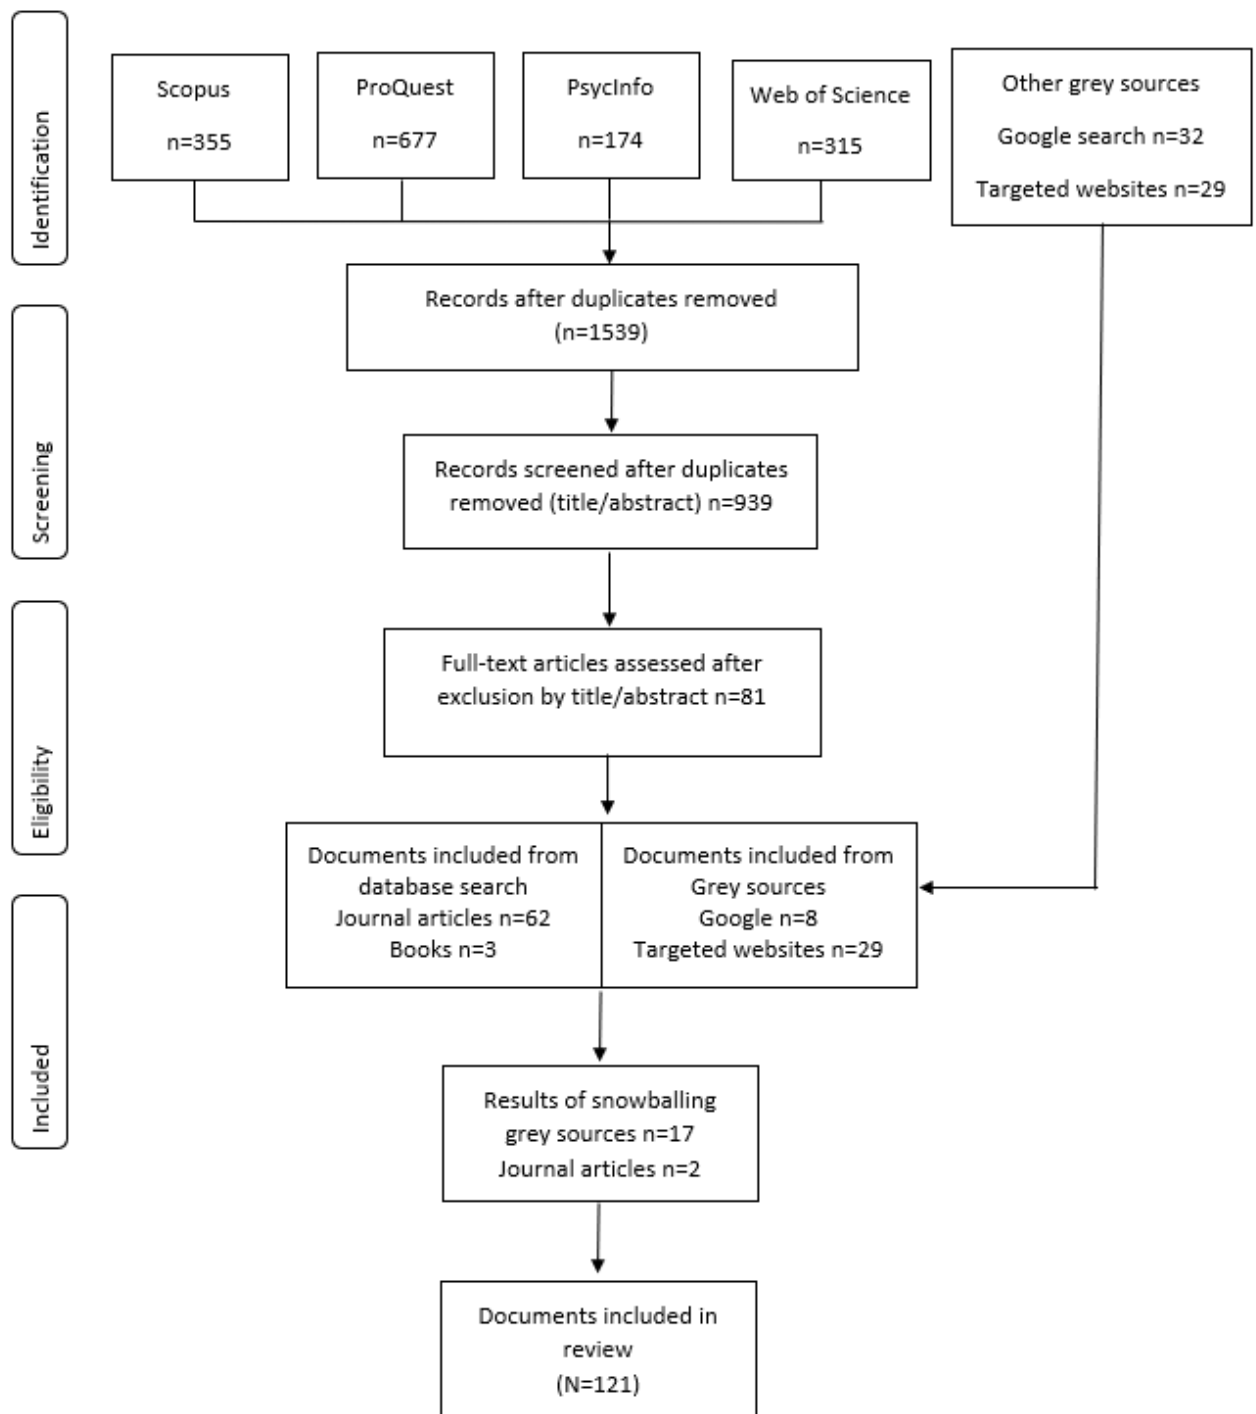 Identification
Scopus
n=355
ProQuest
n=677
PsycInfo
n=174
Web of Science
n=315
Other grey sources
Google search n=32
Targeted websites n=29
Records after duplicates removed
(n=1539)
Screening
Records screened after duplicates
removed (title/abstract) n=939
Eligibility
Full-text articles assessed after
exclusion by title/abstract n=81
Documents included from
database search
Journal articles n=62
Books n=3
Documents included from
Grey sources
Google n=8
Targeted websites n=29
Included
Results of snowballing
grey sources n=17
Journal articles n=2
Documents included in
review
(N=121)